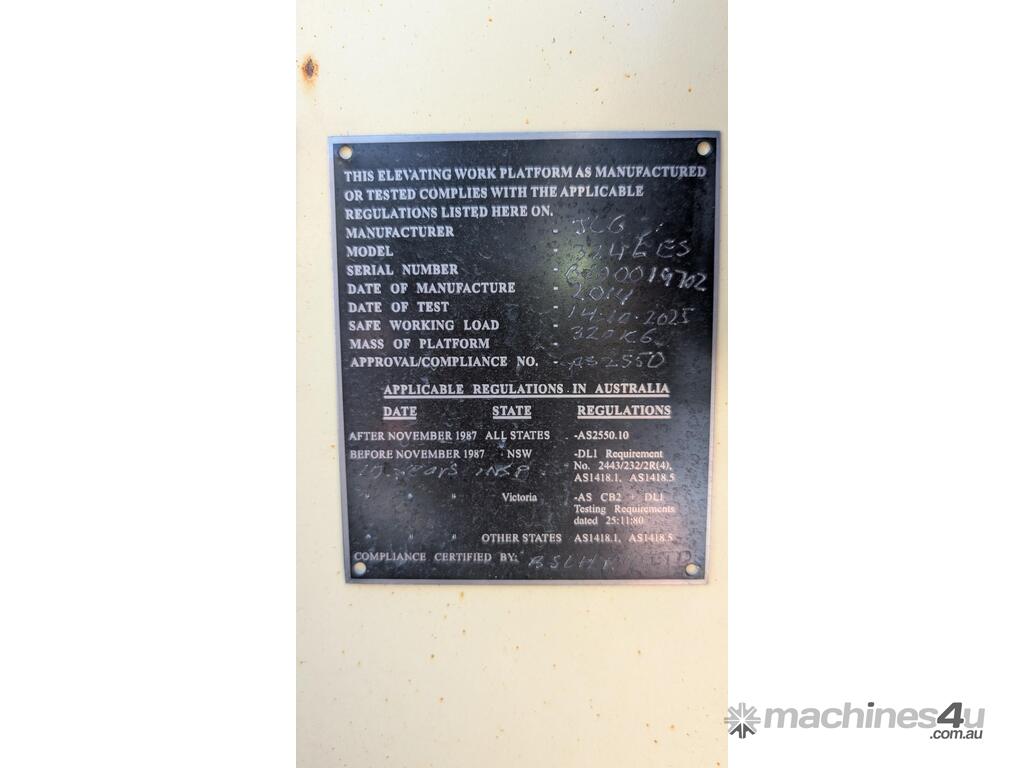 THIS ELEVATING WORK PLATFORM AS MANUFACTURED
OR TESTED COMPLIES WITH THE APPLICABLE
REGULATIONS LISTED HERE ON.
MANUFACTURER : JLG
MODEL :
SERIAL NUMBER :
DATE OF MANUFACTURE : 2014
DATE OF TEST : 14.10.2025
SAFE WORKING LOAD : 320KG
MASS OF PLATFORM :
APPROVAL/COMPLIANCE NO. - AS2550
APPLICABLE REGULATIONS IN AUSTRALIA
DATE STATE REGULATIONS
AFTER NOVEMBER 1987 ALL STATES -AS2550.10
BEFORE NOVEMBER 1987 NSW -DL1 Requirement
No. 2443/232/2R(4),
AS1418.1, AS1418.5
YEARS INSP
" " Victoria -AS CB2 + DL1
Testing Requirements
dated 25:11:80
" " OTHER STATES AS1418.1, AS1418.5
COMPLIANCE CERTIFIED BY:
machines4u
.com.au